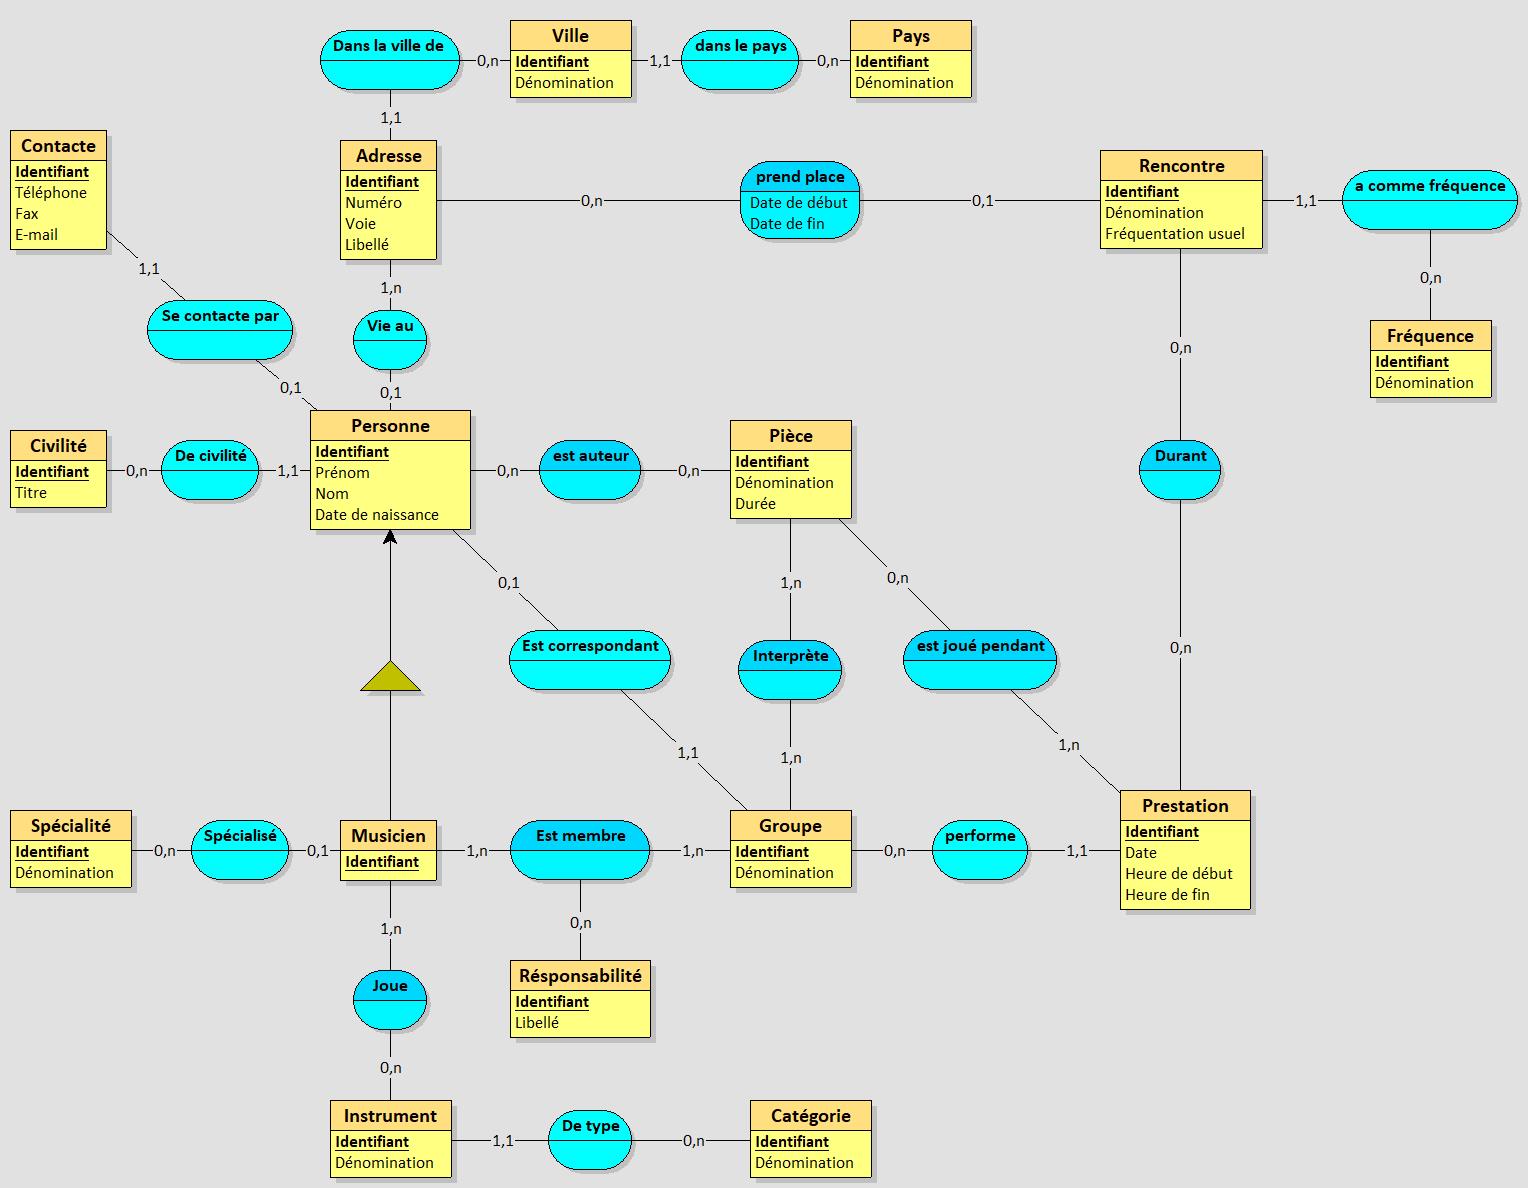 Dans la ville de
0,n
Ville
Identifiant
Dénomination
1,1
dans le pays
0,n
Pays
Identifiant
Dénomination
1,1
Contacte
Identifiant
Téléphone
Fax
E-mail
Adresse
Identifiant
Numéro
Voie
Libellé
0,n
prend place
Date de début
Date de fin
0,1
Rencontre
Identifiant
Dénomination
Fréquentation usuel
1,1
a comme fréquence
0,n
Fréquence
Identifiant
Dénomination
1,1
1,n
Se contacte par
Vie au
0,1
0,1
0,n
Civilité
Identifiant
Titre
0,n
De civilité
1,1
Personne
Identifiant
Prénom
Nom
Date de naissance
0,n
est auteur
0,n
Pièce
Identifiant
Dénomination
Durée
Durant
0,1
1,n
0,n
Est correspondant
Interprète
est joué pendant
0,n
1,1
1,n
1,n
Spécialité
Identifiant
Dénomination
0,n
Spécialisé
0,1
Musicien
Identifiant
1,n
Est membre
1,n
Groupe
Identifiant
Dénomination
0,n
performe
1,1
Prestation
Identifiant
Date
Heure de début
Heure de fin
1,n
0,n
Joue
Résponsabilité
Identifiant
Libellé
0,n
Instrument
Identifiant
Dénomination
1,1
De type
0,n
Catégorie
Identifiant
Dénomination